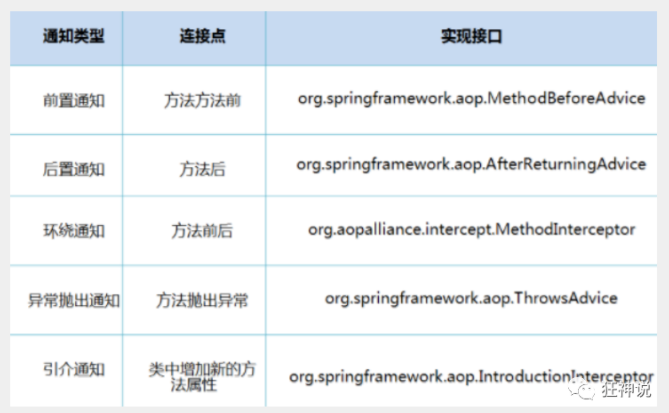 通知类型 连接点 实现接口
前置通知 方法方法前 org.springframework.aop.MethodBeforeAdvice
后置通知 方法后 org.springframework.aop.AfterReturningAdvice
环绕通知 方法前后 org.aopalliance.intercept.MethodInterceptor
异常抛出通知 方法抛出异常 org.springframework.aop.ThrowsAdvice
引介通知 类中增加新的方
法属性 org.springframework.aop.IntroductionInterceptor
狂神说